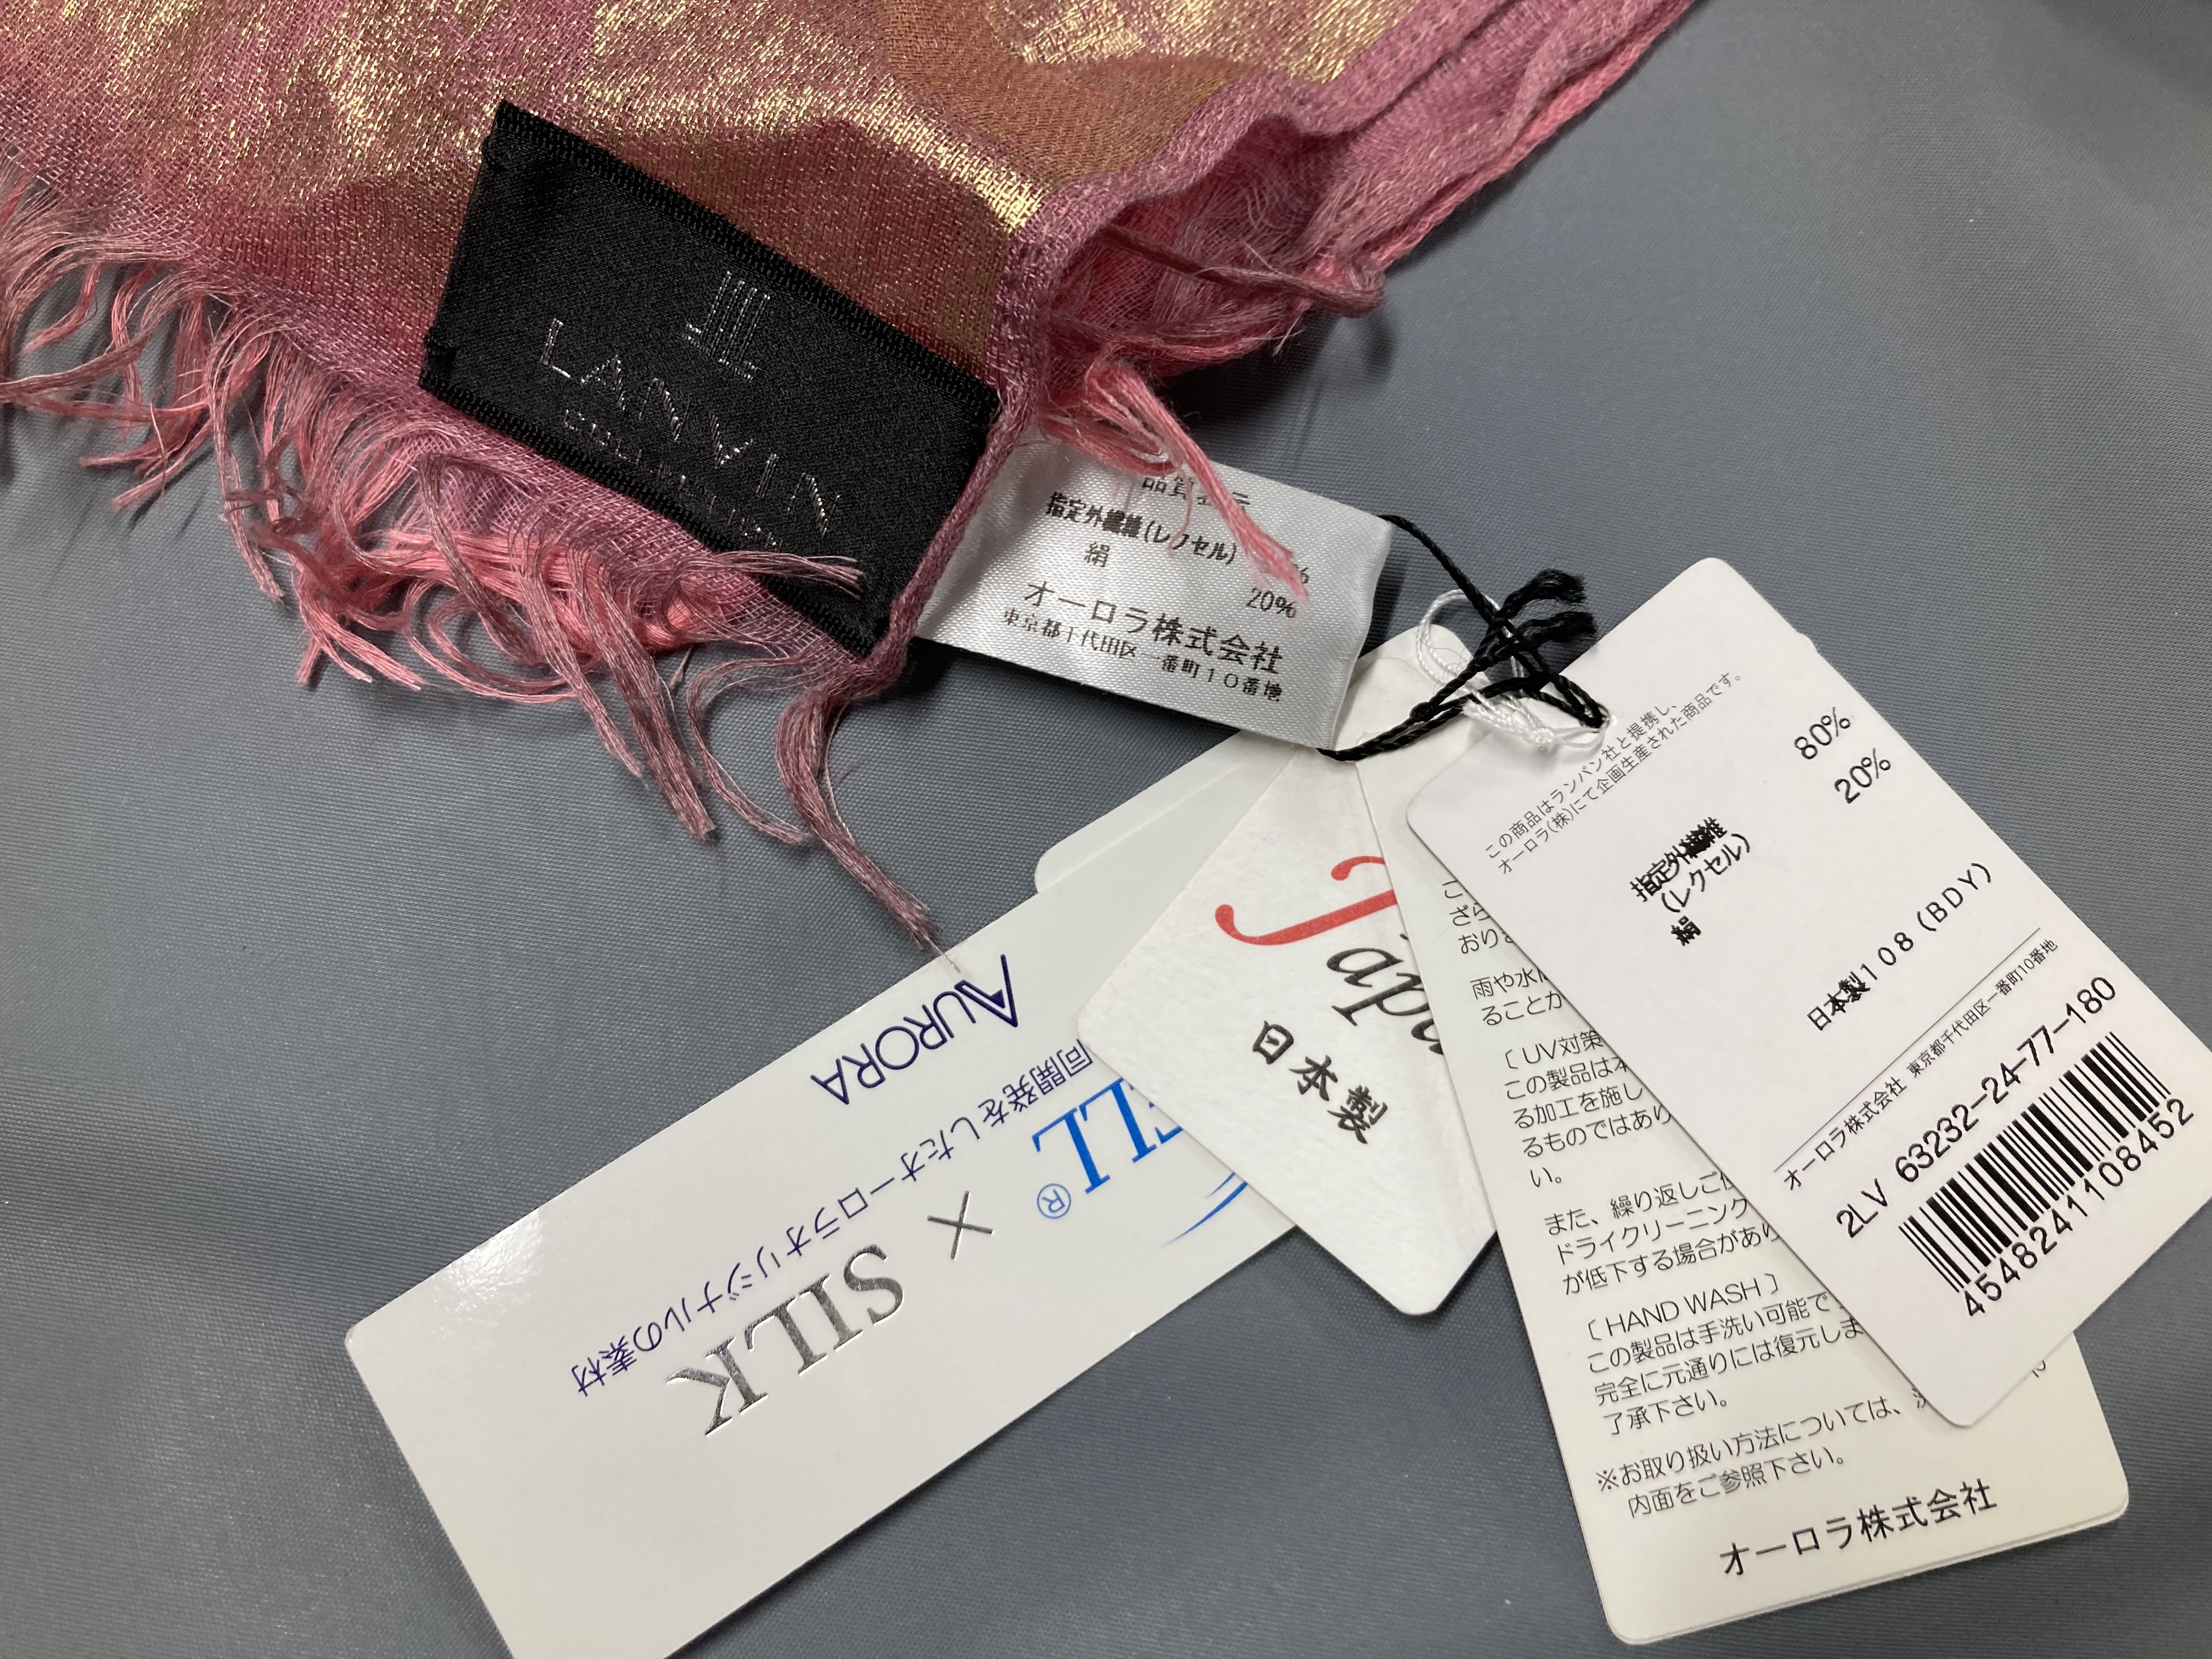 LANVIN
品質表示
指定外繊維(レクセル)
絹
20%
オーロラ株式会社
東京都千代田区一番町10番地
この商品はランバン社と提携し、
オーロラ(株)にて企画生産された商品です。
80%
20%
指定外繊維
(レクセル)
絹
日本製108(BDY)
オーロラ株式会社 東京都千代田区一番町10番地
2LV 63232-24-77-180
4548241108452
Japa
日本製
おりま
雨や水
ることか
〔UV対策
この製品は本
る加工を施し
るものではあり
い。
また、繰り返しご使
ドライクリーニング
が低下する場合があり
〔HAND WASH〕
この製品は手洗い可能で
完全に元通りには復元しま
了承下さい。
※お取り扱い方法については、
内面をご参照下さい。
オーロラ株式会社
ELL® × SILK
同開発をしたオーロラオリジナルの素材
AURORA